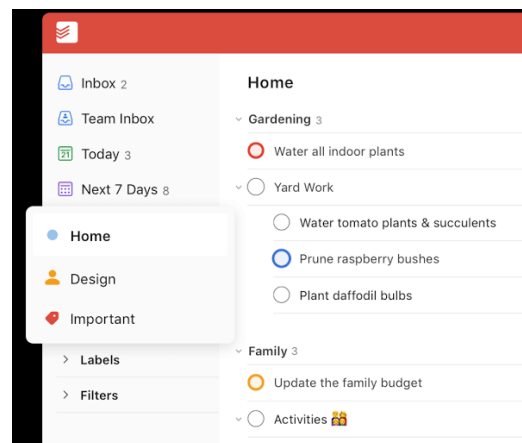 Inbox 2
Team Inbox
21
Today 3
Next 7 Days 8
Home
Design
Important
Labels
Filters
Home
Gardening 3
Water all indoor plants
Yard Work
Water tomato plants & succulents
Prune raspberry bushes
Plant daffodil bulbs
Family 3
Update the family budget
Activities 👨‍👩‍👧‍👦